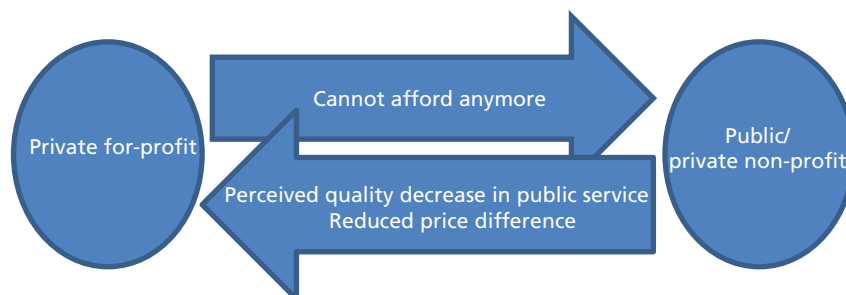 Cannot afford anymore
Private for-profit
Public/
private non-profit
Perceived quality decrease in public service
Reduced price difference